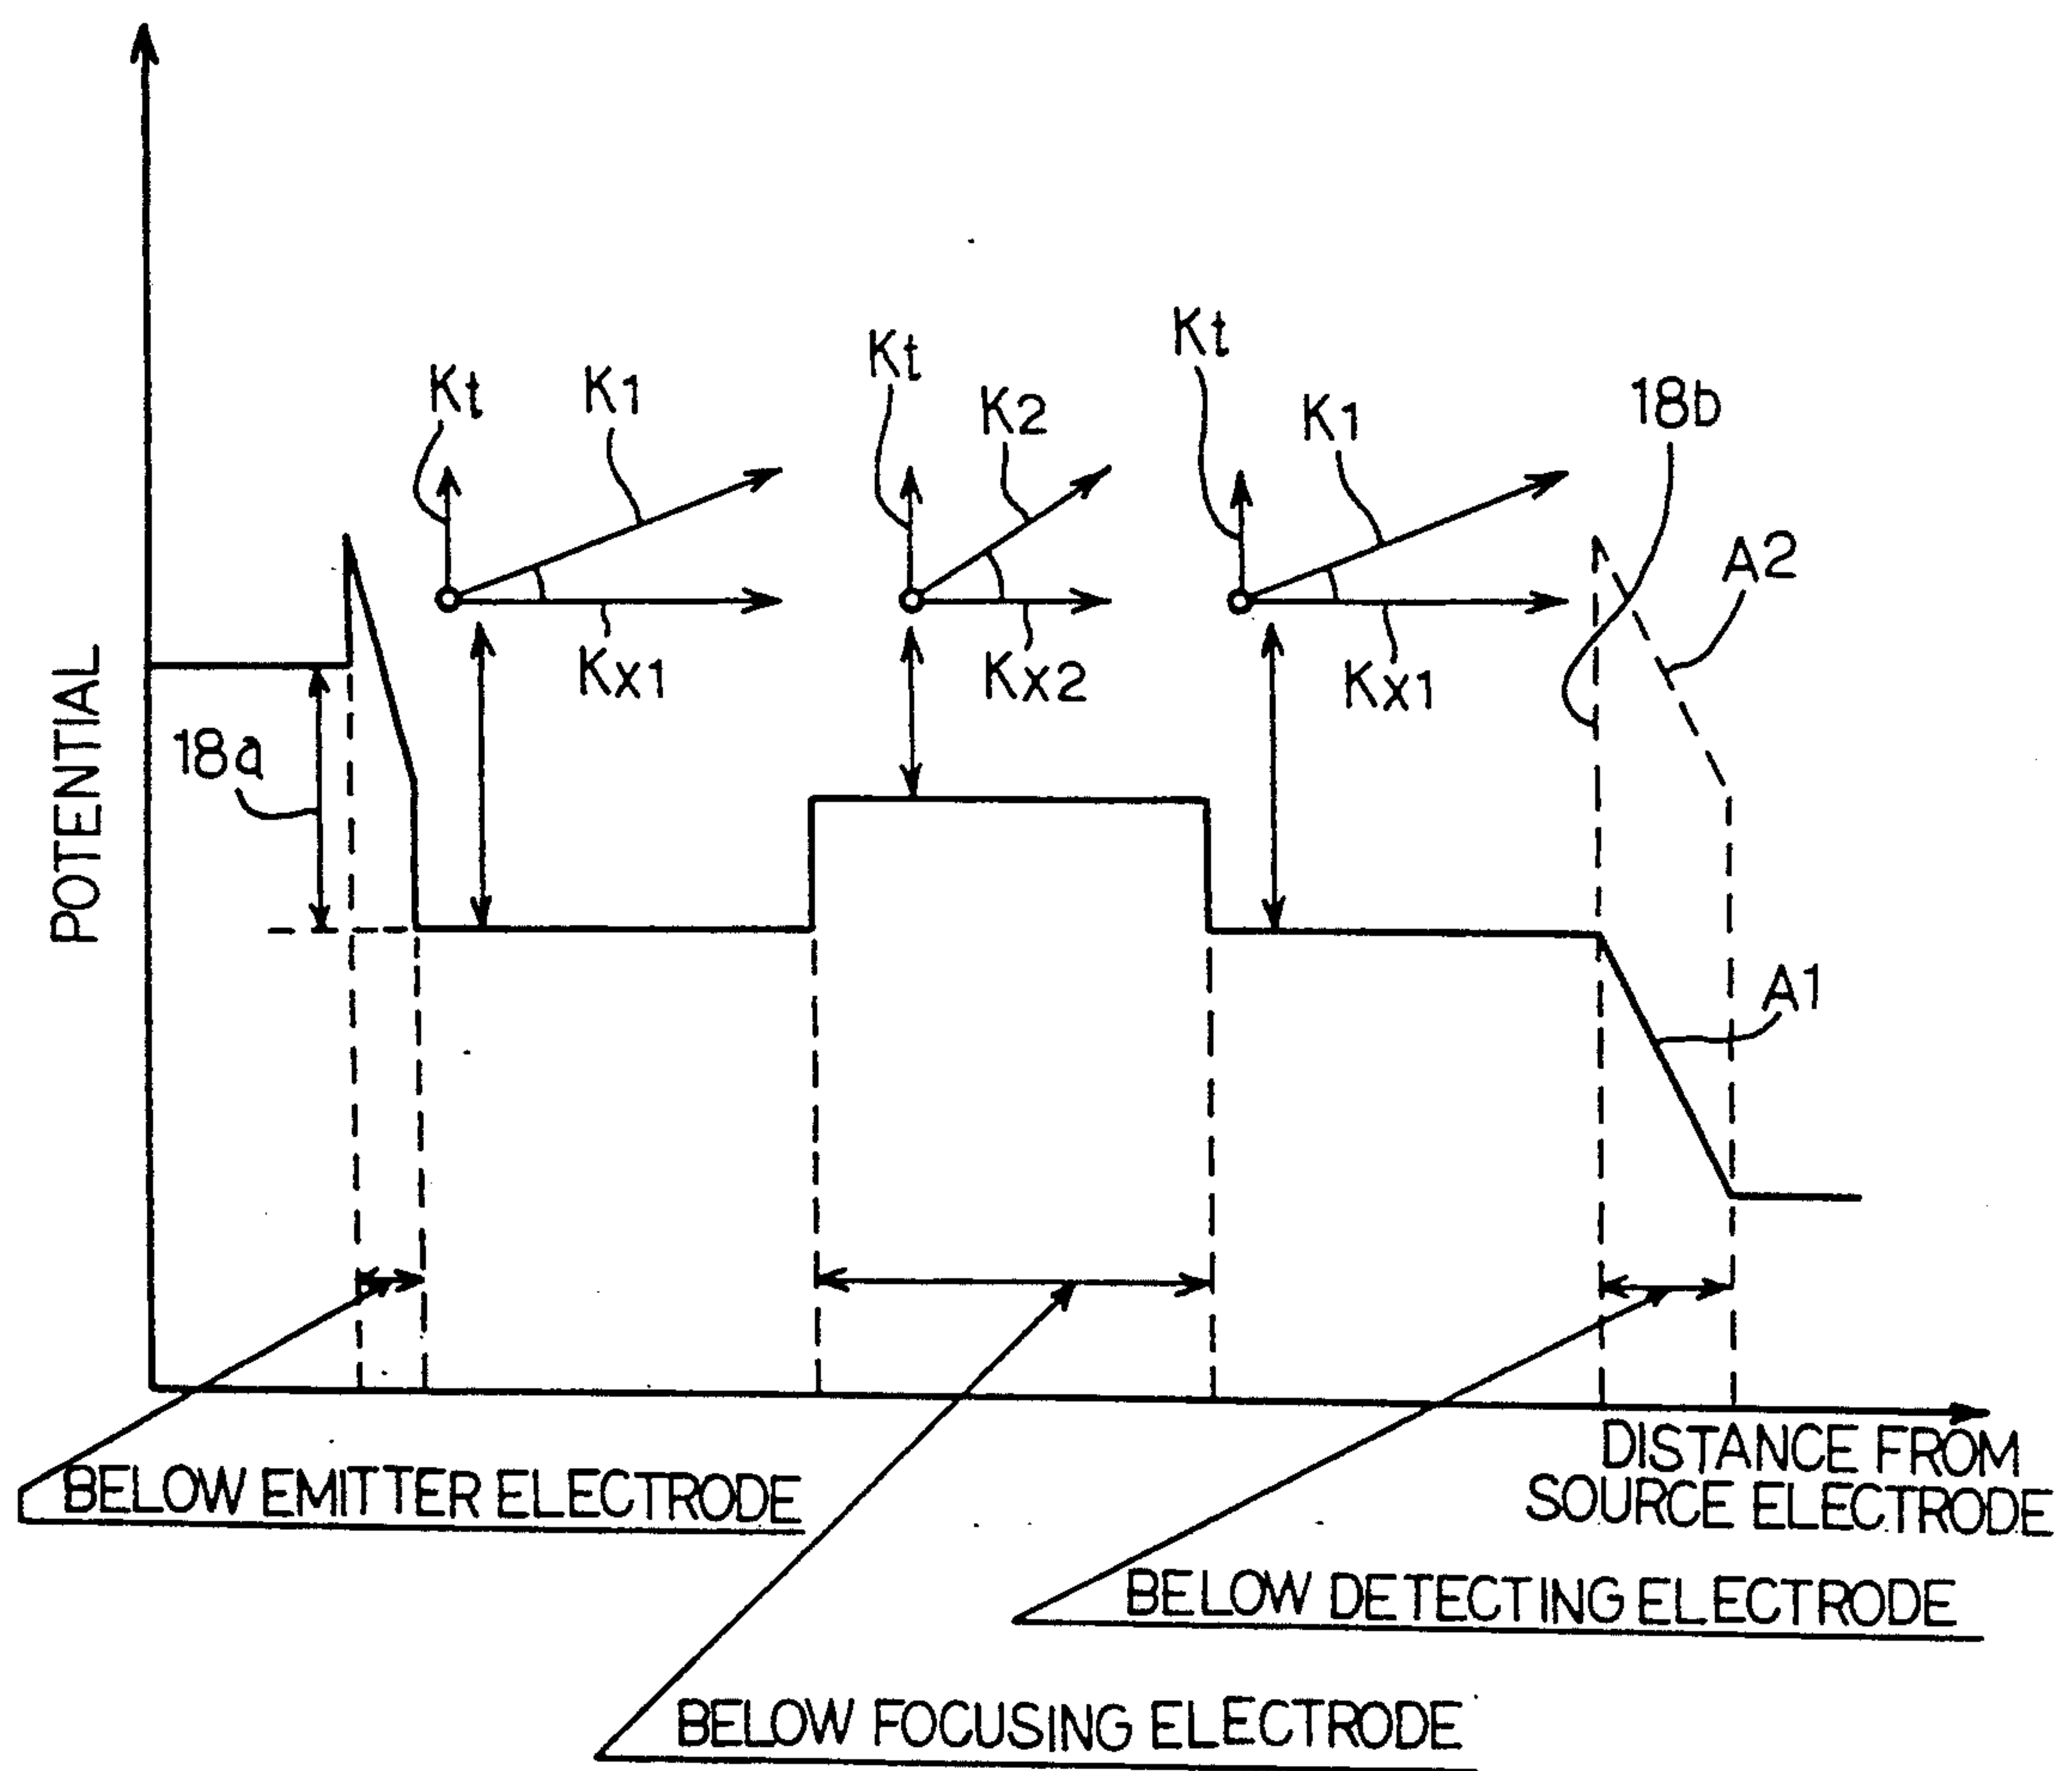 Kt
K1
Kt
K2
Kt
K1
18b
A2
Kx1
Kx2
Kx1
18a
POTENTIAL
A1
DISTANCE FROM
SOURCE ELECTRODE
BELOW EMITTER ELECTRODE
BELOW DETECTING ELECTRODE
BELOW FOCUSING ELECTRODE